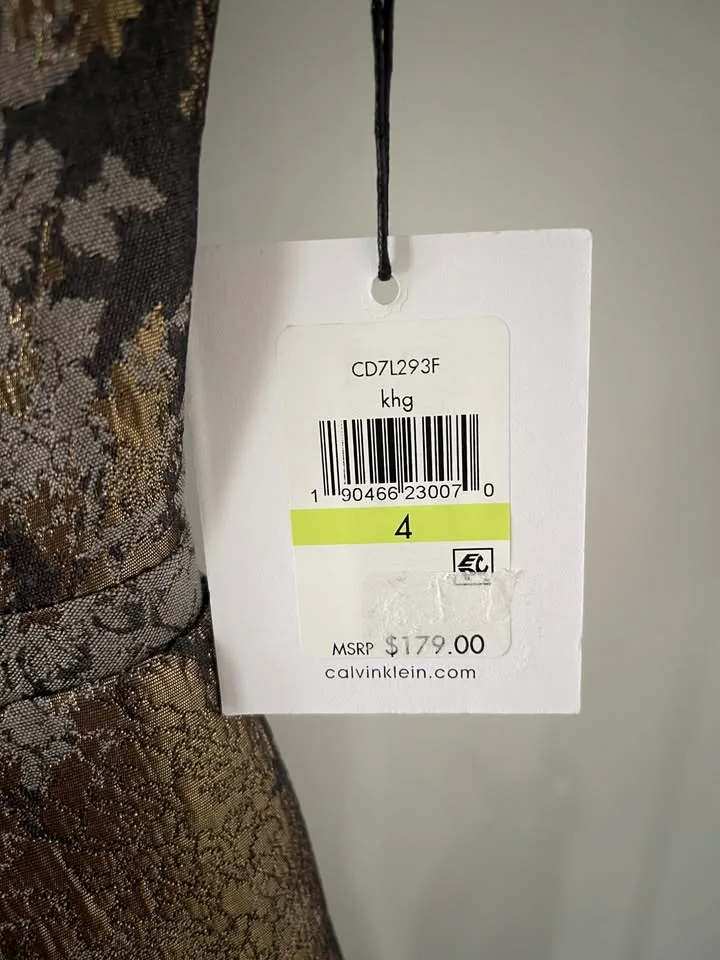 CD7L293F
khg
1 90466 23007 0
4
MSRP $179.00
calvinklein.com